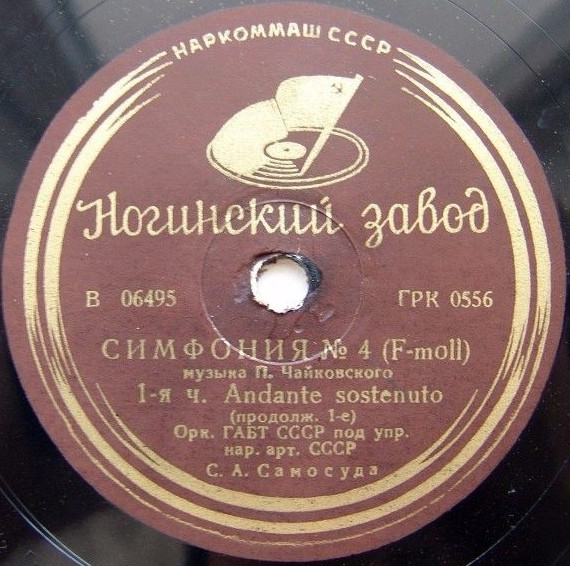 НАРКОММАШ СССР
Ногинский завод
В 06495 ГРК 0556
СИМФОНИЯ № 4 (F-moll)
музыка П. Чайковского
1-я ч. Andante sostenuto
(продолж. 1-е)
Орк. ГАБТ СССР под упр.
нар. арт. СССР
С. А. Самосуда